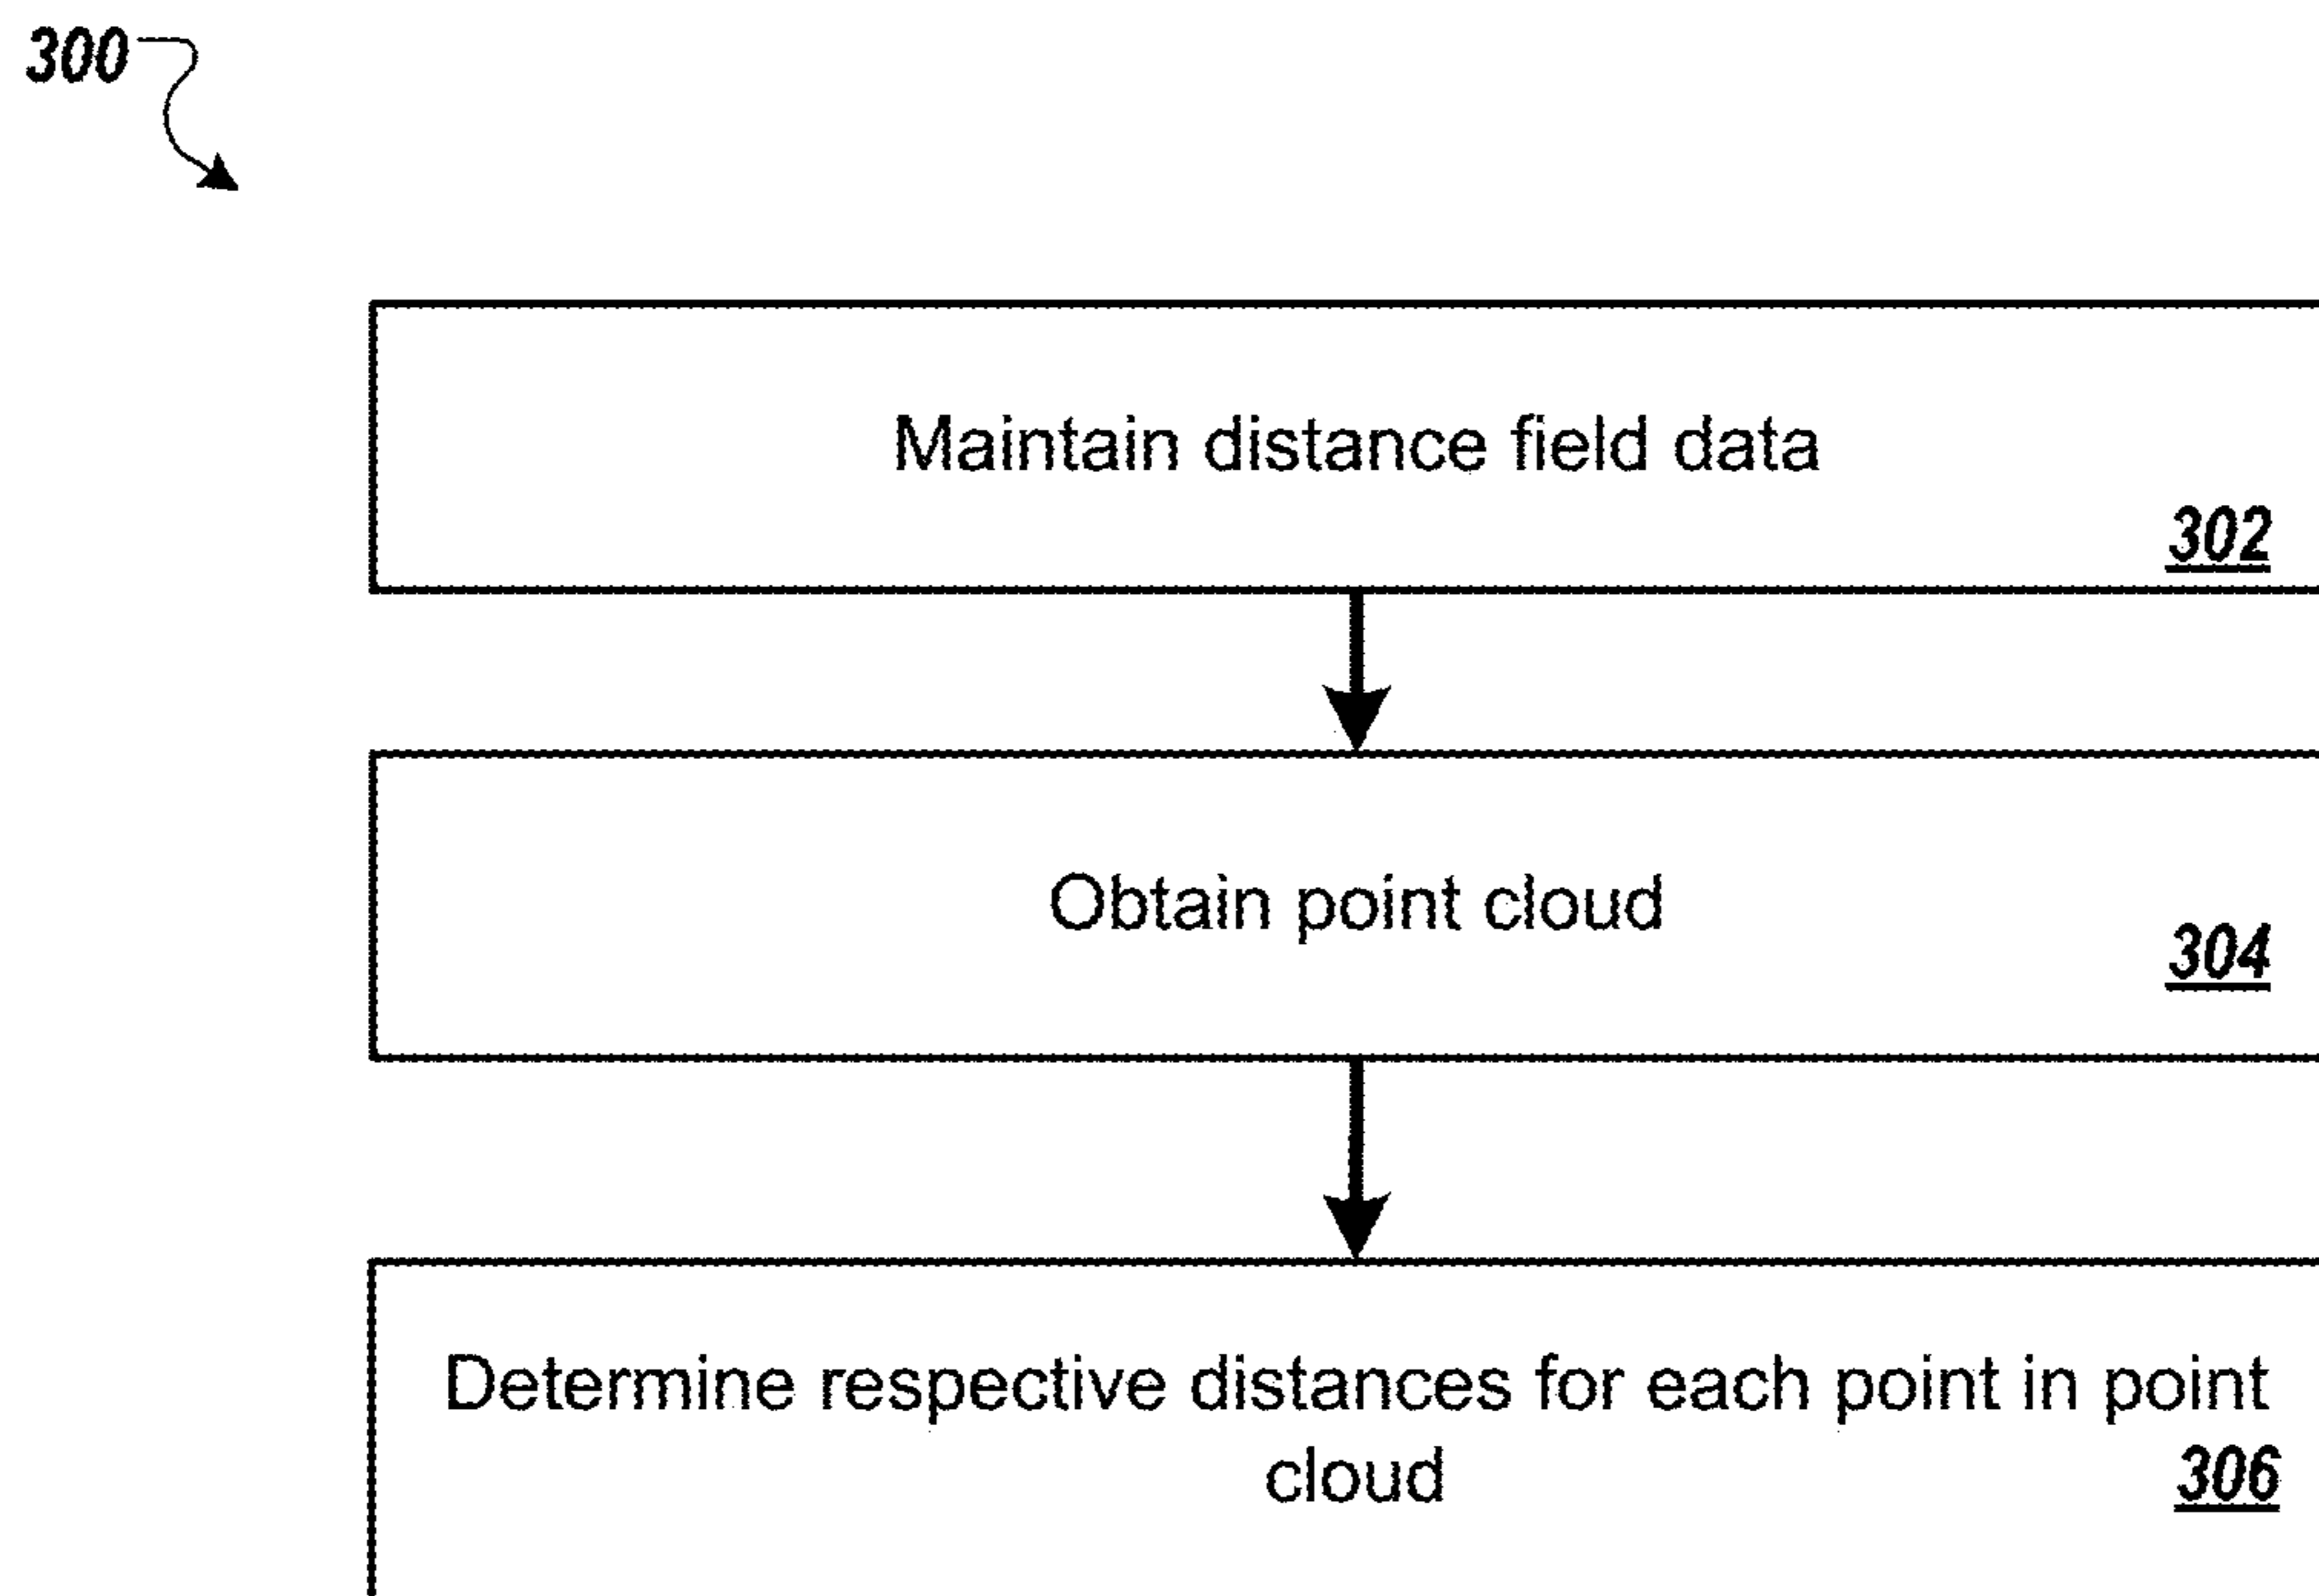 300
Maintain distance field data
302
Obtain point cloud
304
Determine respective distances for each point in point
cloud
306